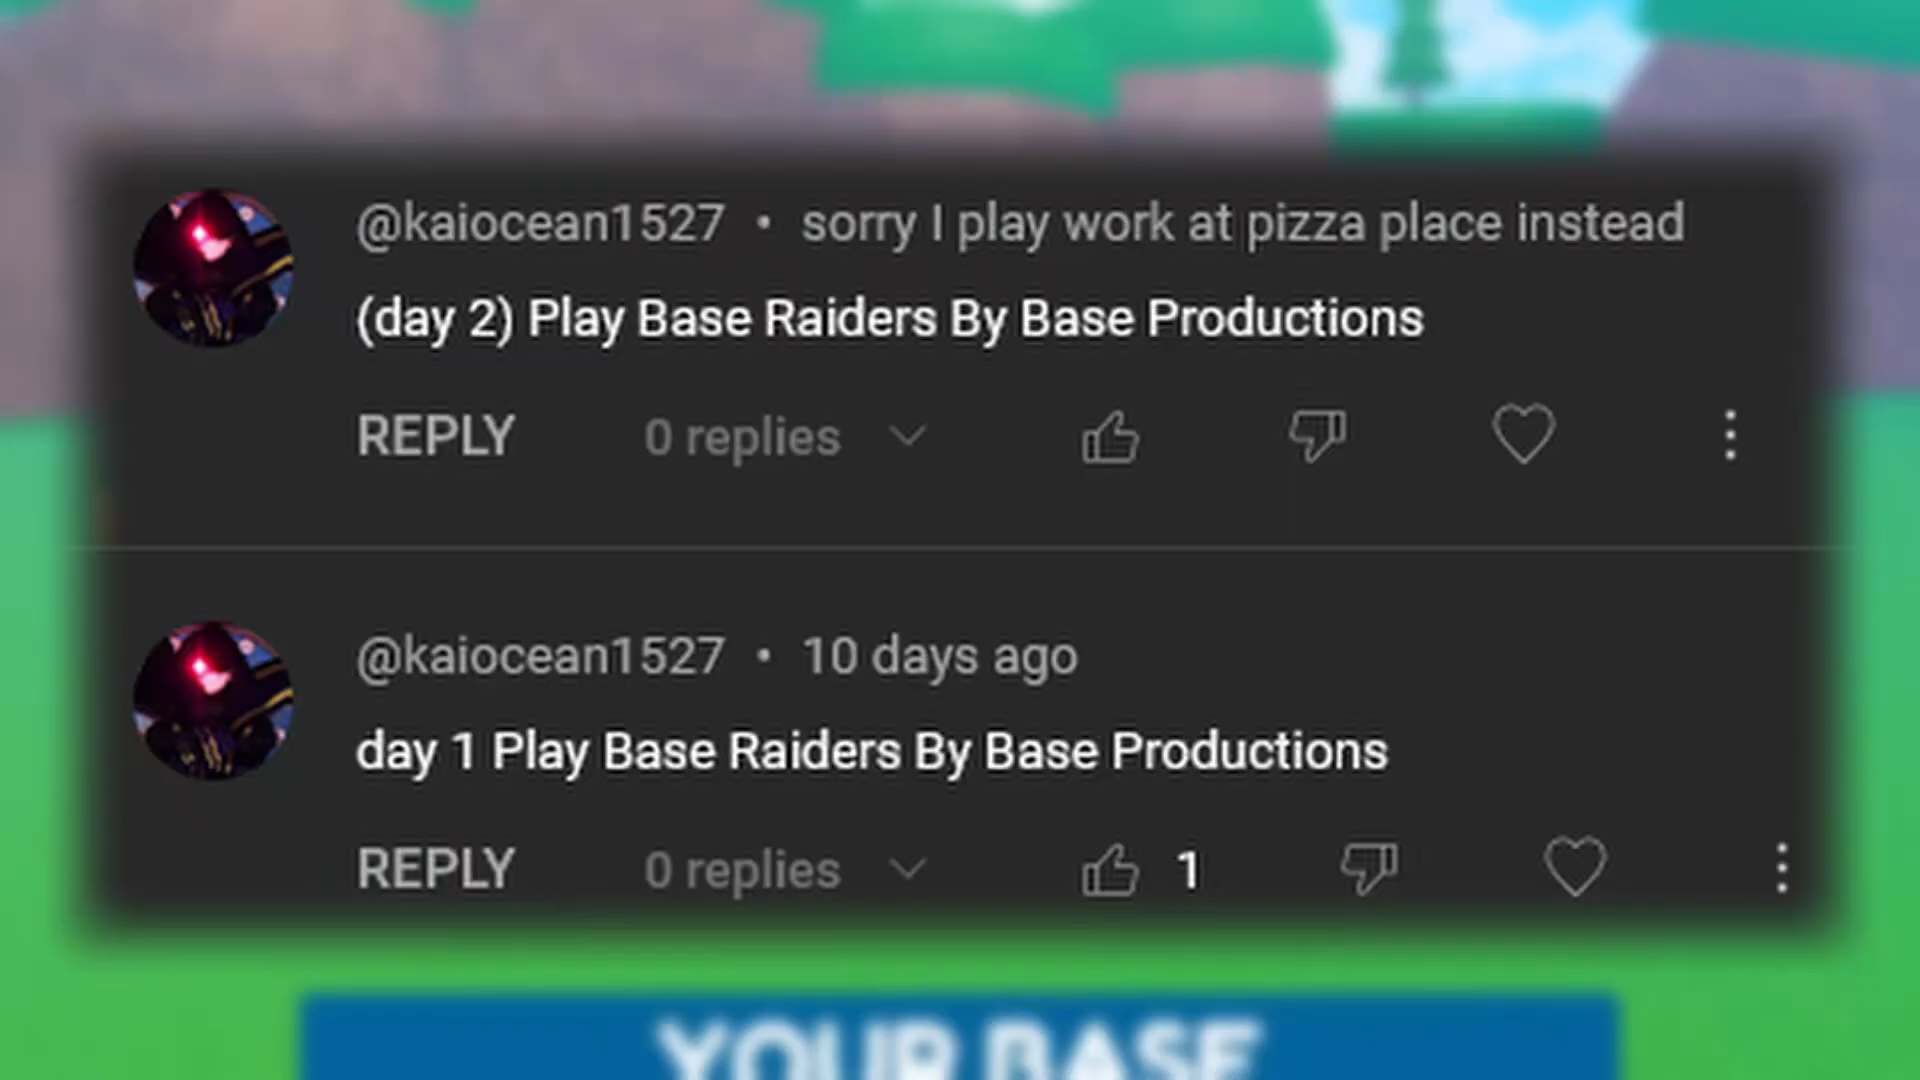 @kaiocean1527 • sorry I play work at pizza place instead
(day 2) Play Base Raiders By Base Productions
REPLY 0 replies
@kaiocean1527 • 10 days ago
day 1 Play Base Raiders By Base Productions
REPLY 0 replies 1
YOUR BASE